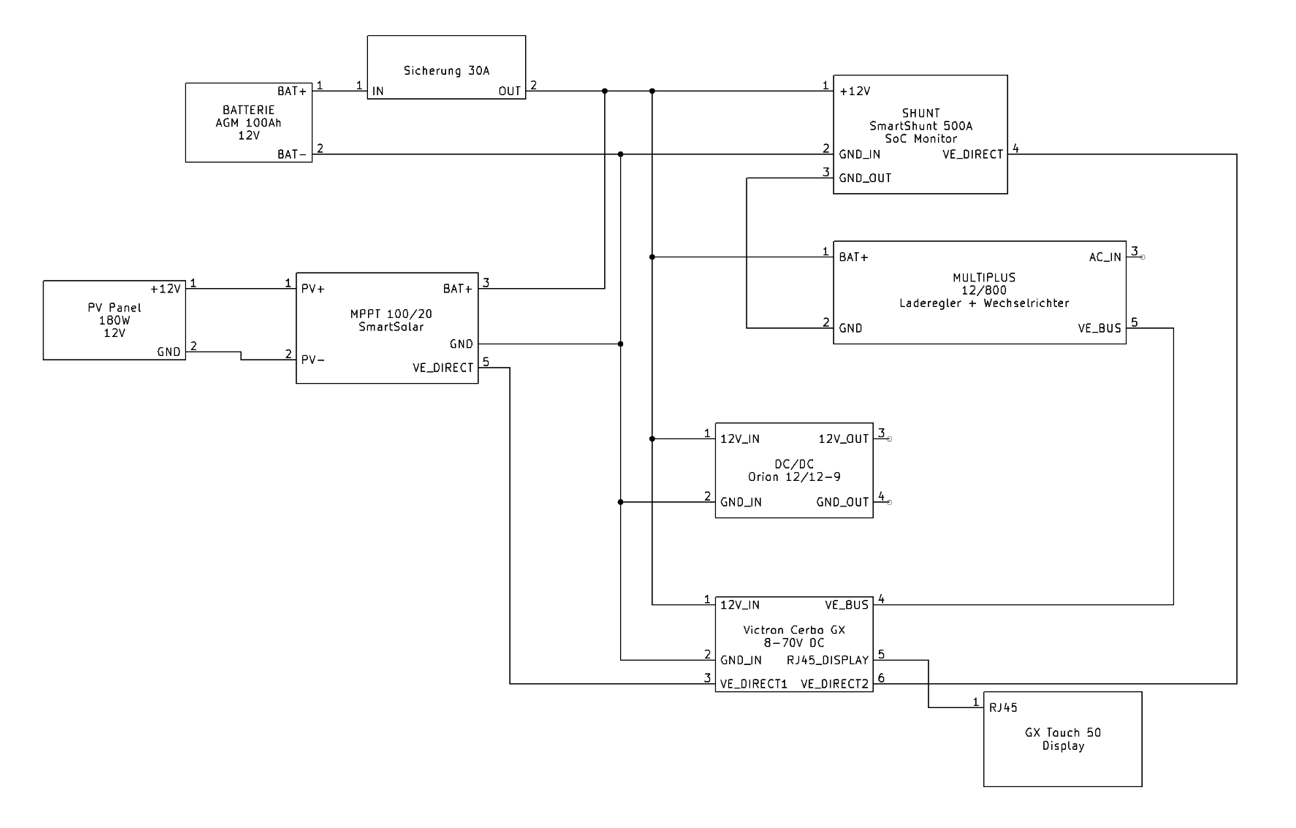 Sicherung 30A
1 IN
OUT 2
BATTERIE
AGM 100Ah
12V
BAT+ 1
BAT- 2
1 +12V
SHUNT
SmartShunt 500A
SoC Monitor
2 GND_IN
VE_DIRECT 4
3 GND_OUT
1 BAT+
AC_IN 3
MULTIPLUS
12/800
Laderegler + Wechselrichter
2 GND
VE_BUS 5
+12V 1
PV Panel
180W
12V
GND 2
1 PV+
BAT+ 3
MPPT 100/20
SmartSolar
GND
2 PV-
VE_DIRECT 5
1 12V_IN
12V_OUT 3
DC/DC
Orion 12/12-9
2 GND_IN
GND_OUT 4
1 12V_IN
VE_BUS 4
Victron Cerbo GX
8-70V DC
2 GND_IN
RJ45_DISPLAY 5
3 VE_DIRECT1
VE_DIRECT2 6
1 RJ45
GX Touch 50
Display